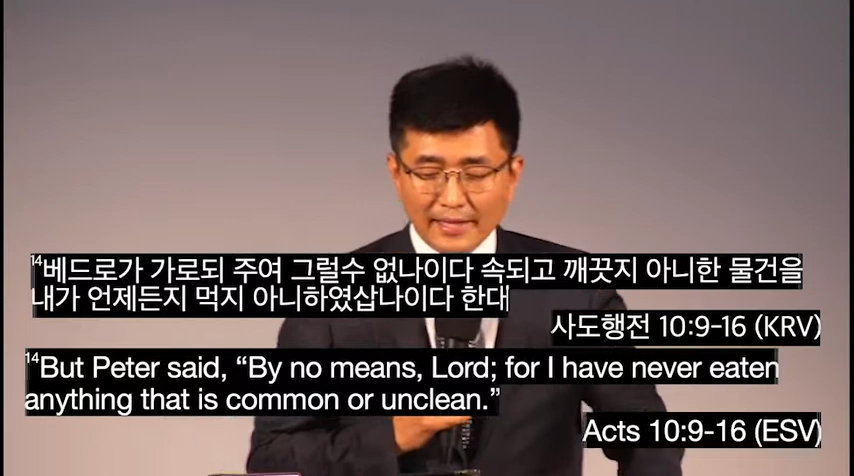 14베드로가 가로되 주여 그럴수 없나이다 속되고 깨끗지 아니한 물건을
내가 언제든지 먹지 아니하였삽나이다 한대
사도행전 10:9-16 (KRV)
14But Peter said, “By no means, Lord; for I have never eaten
anything that is common or unclean.”
Acts 10:9-16 (ESV)